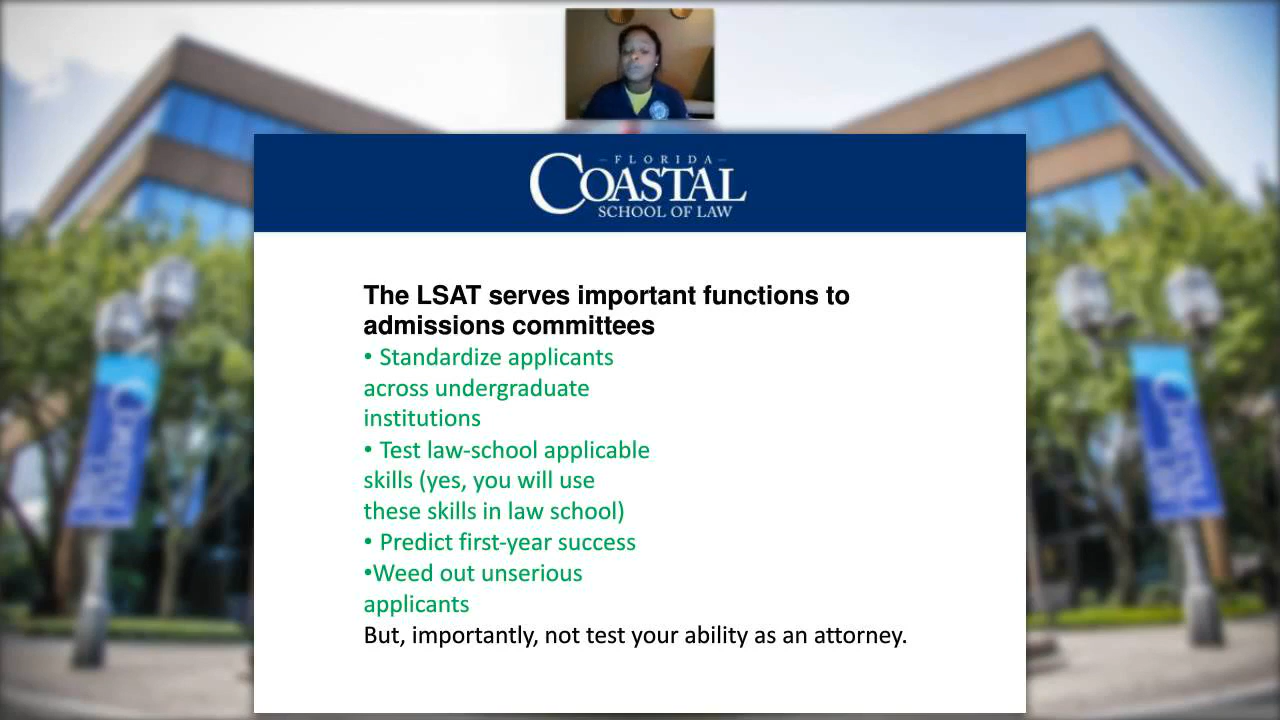 – FLORIDA –
COASTAL
SCHOOL OF LAW
The LSAT serves important functions to
admissions committees
• Standardize applicants
across undergraduate
institutions
• Test law-school applicable
skills (yes, you will use
these skills in law school)
• Predict first-year success
•Weed out unserious
applicants
But, importantly, not test your ability as an attorney.
COASTAL
COASTAL